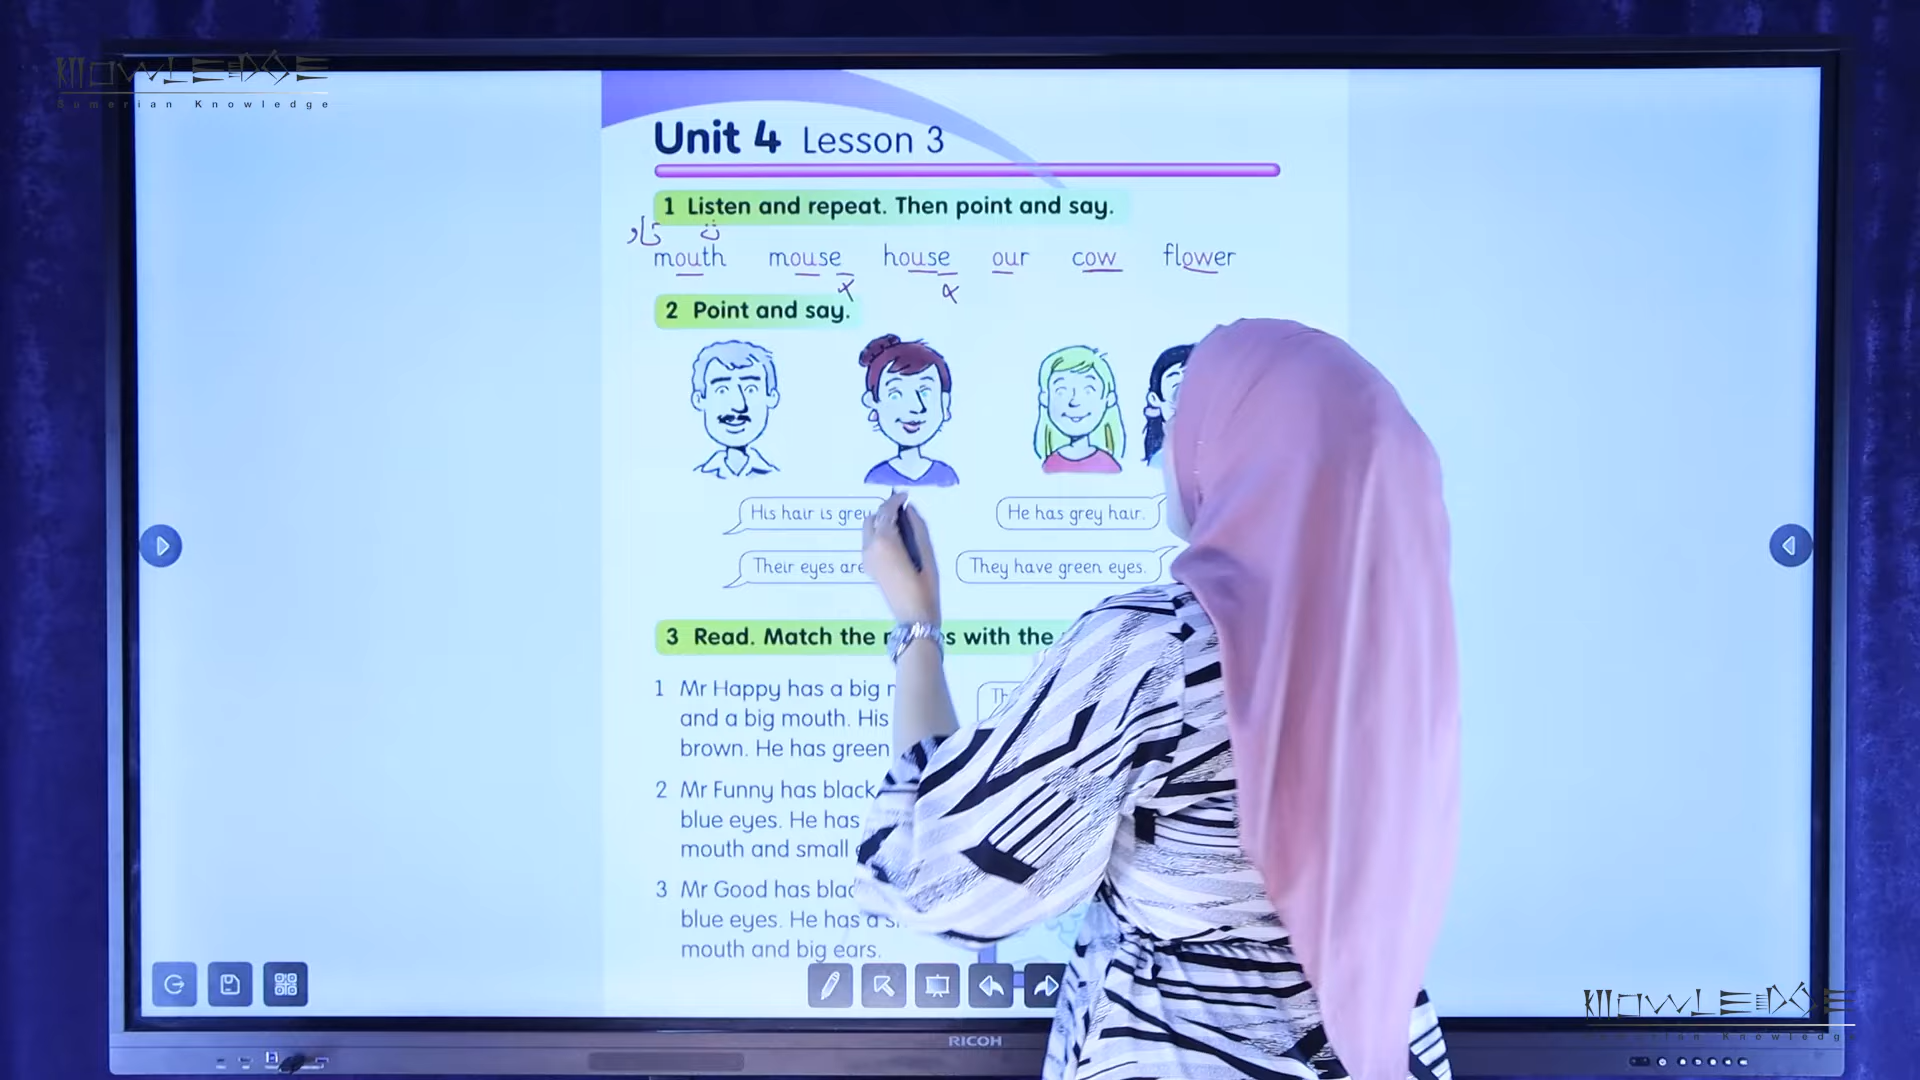 KNOWLEDGE
Sumerian Knowledge
Unit 4 Lesson 3
1 Listen and repeat. Then point and say.
mouth mouse house our cow flower
2 Point and say.
His hair is grey
He has grey hair.
Their eyes are
They have green eyes.
3 Read. Match the with the
1 Mr Happy has a big
and a big mouth. His
brown. He has green
2 Mr Funny has black
blue eyes. He has
mouth and small
3 Mr Good has
blue eyes. He has a
mouth and big ears.
RICOH
KNOWLEDGE
Sumerian Knowledge